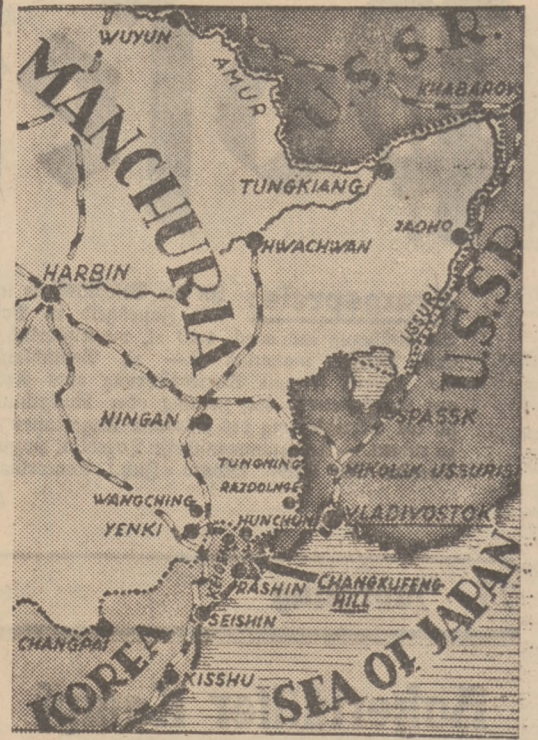 WUYUN
U.S.S.R.
AMUR
KHABAROV
MANCHURIA
TUNGKIANG
HWACHWAN
JAOHO
HARBIN
U.S.S.R
USSURI
NINGAN
SPASSK
TUNGNING
NIKOLSK USSURISK
RAZDOLNOE
WANGCHING
HUNCHUN
VLADIVOSTOK
YENKI
RASHIN
CHANGKUFENG
HILL
SEISHIN
CHANGPAI
KOREA
KISSHU
SEA OF JAPAN